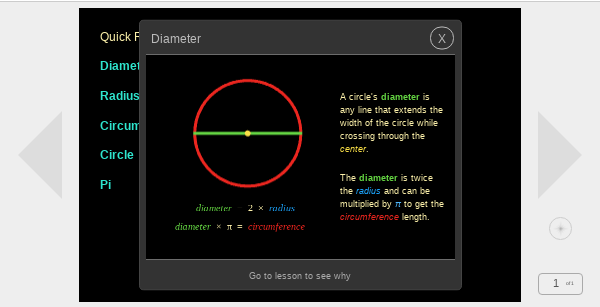 Quick
Diameter
X
Diamet
Radius
Circum
Circle
Pi
A circle's diameter is
any line that extends the
width of the circle while
crossing through the
center.
The diameter is twice
the radius and can be
multiplied by π to get the
circumference length.
diameter = 2 × radius
diameter × π = circumference
Go to lesson to see why
1 of 1